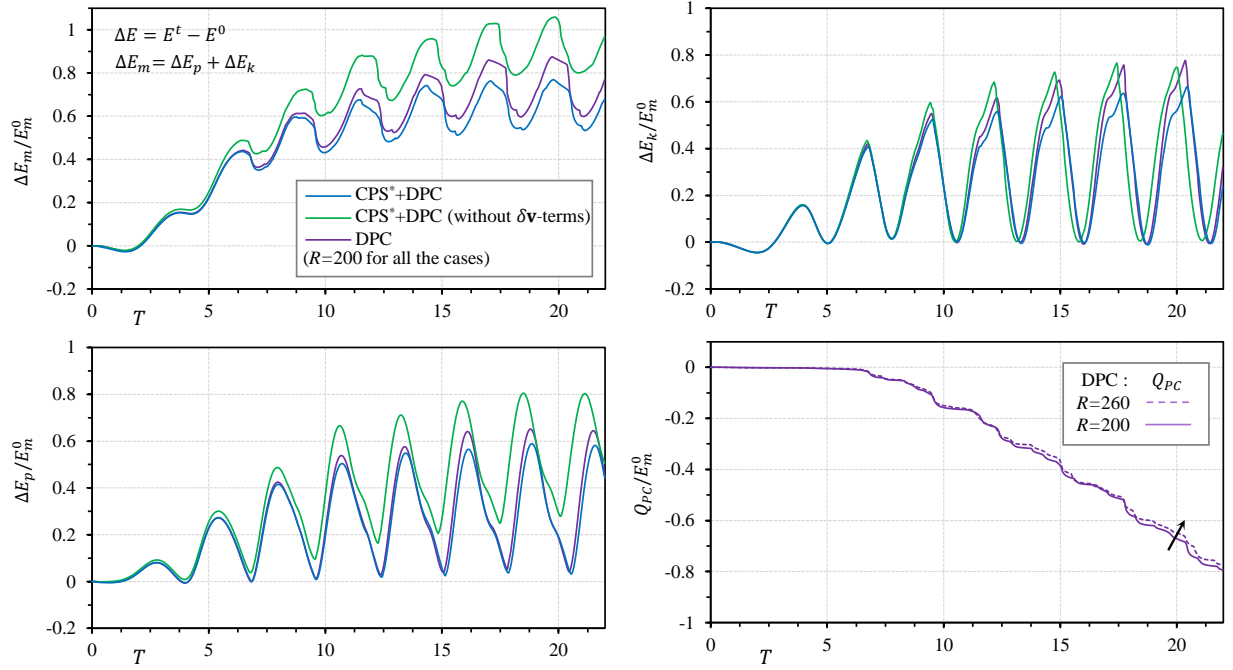 1
0.8
0.6
0.4
0.2
0
-0.2
ΔE_m/E_m^0
ΔE = E^t − E^0
ΔE_m = ΔE_p + ΔE_k
CPS*+DPC
CPS*+DPC (without δv-terms)
DPC
(R=200 for all the cases)
0 5 10 15 20
T
1
0.8
0.6
0.4
0.2
0
-0.2
ΔE_k/E_m^0
0 5 10 15 20
T
1
0.8
0.6
0.4
0.2
0
-0.2
ΔE_p/E_m^0
0 5 10 15 20
T
0
-0.2
-0.4
-0.6
-0.8
-1
Q_PC/E_m^0
DPC : Q_PC
R=260
R=200
0 5 10 15 20
T